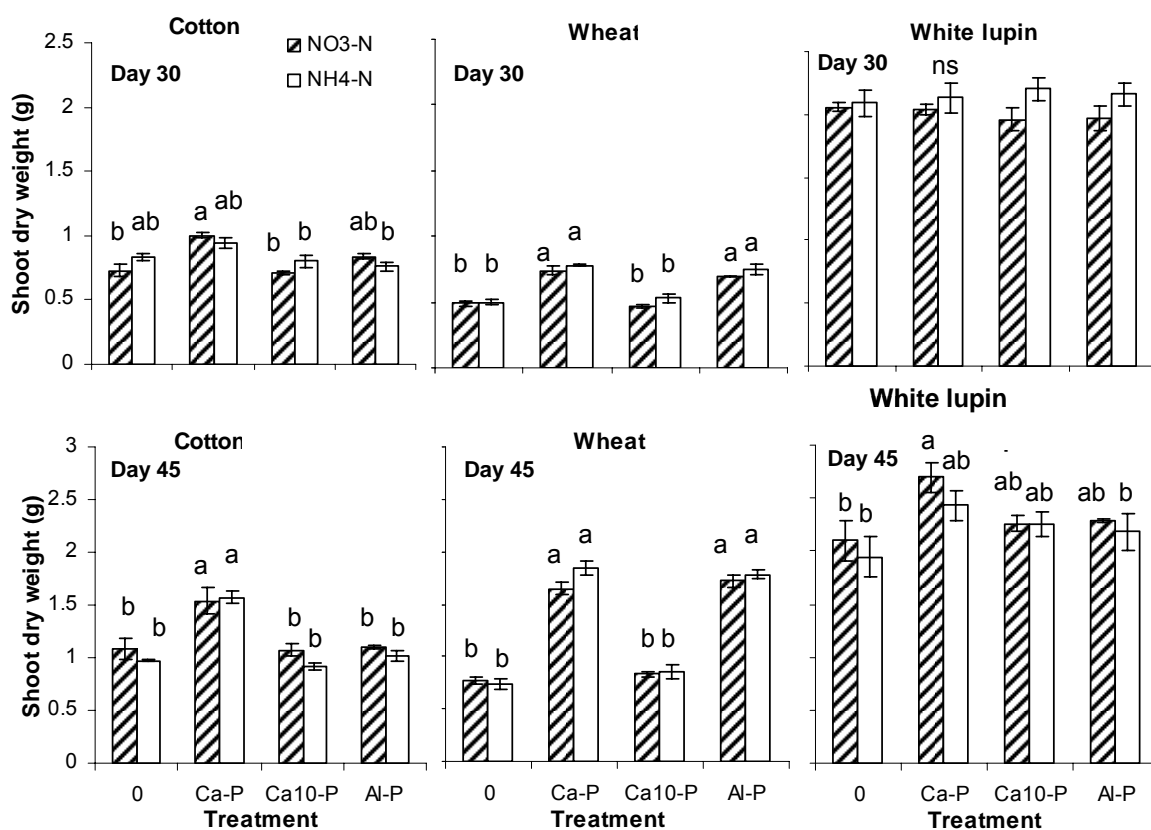 Cotton
NO3-N
NH4-N
Wheat
White lupin
Day 30
Day 30
Day 30
Shoot dry weight (g)
2.5
2
1.5
1
0.5
0
b ab a ab b b ab b
b b a a b b a a
ns
Cotton
Wheat
White lupin
Day 45
Day 45
Day 45
Shoot dry weight (g)
3
2.5
2
1.5
1
0.5
0
b b a a b b b b
b b a a b b a a
b b a ab ab ab ab b
0 Ca-P Ca10-P Al-P
0 Ca-P Ca10-P Al-P
0 Ca-P Ca10-P Al-P
Treatment
Treatment
Treatment